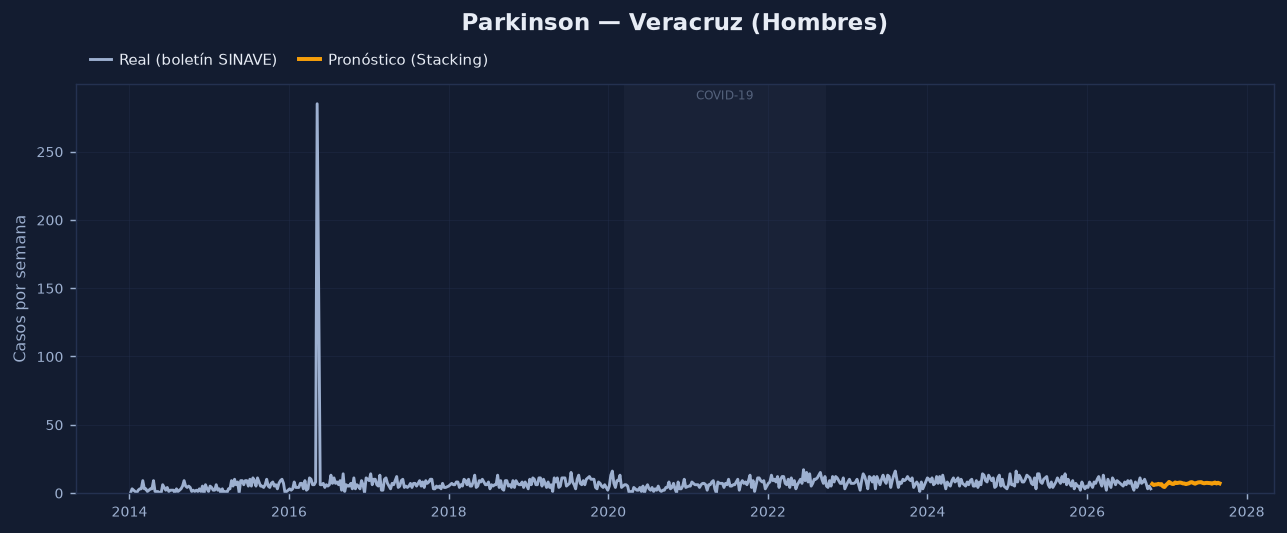 Parkinson — Veracruz (Hombres)
Real (boletín SINAVE)
Pronóstico (Stacking)
COVID-19
Casos por semana
250
200
150
100
50
0
2014
2016
2018
2020
2022
2024
2026
2028